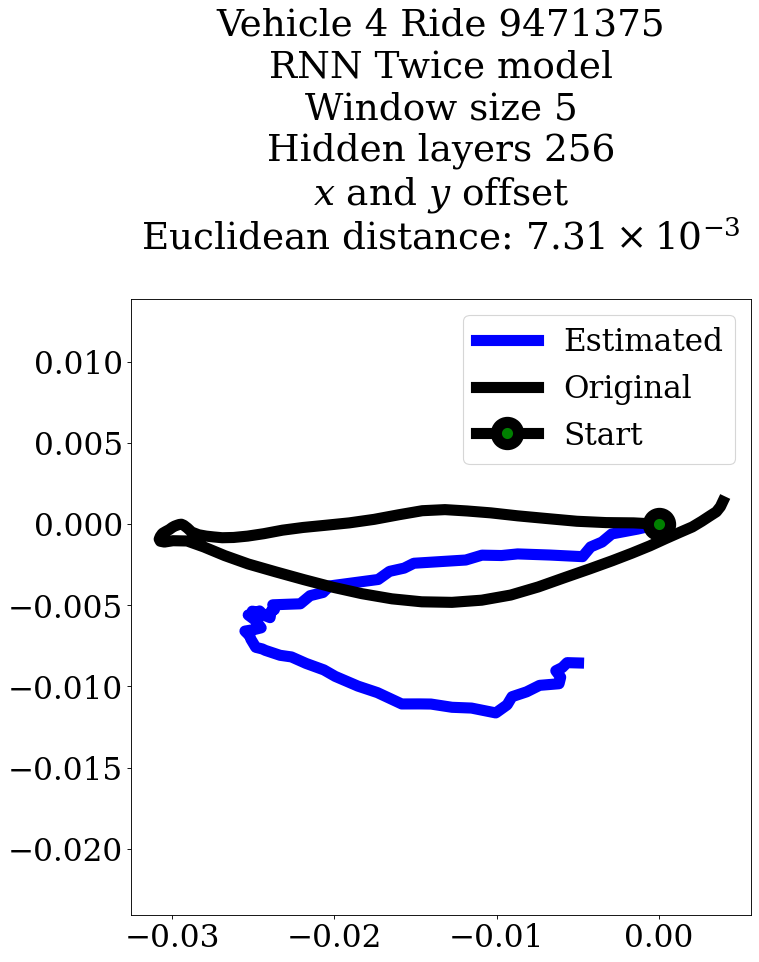 Vehicle 4 Ride 9471375
RNN Twice model
Window size 5
Hidden layers 256
x and y offset
Euclidean distance: 7.31 × 10⁻³
Estimated
Original
Start
0.010
0.005
0.000
−0.005
−0.010
−0.015
−0.020
−0.03 −0.02 −0.01 0.00